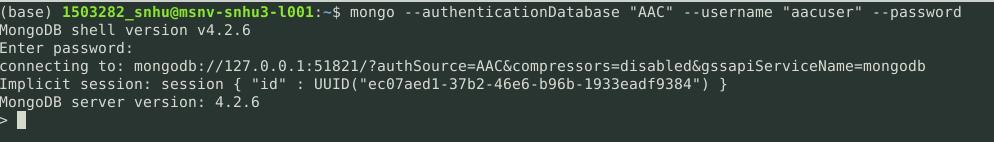 (base) 1503282_snhu@msnv-snhu3-l001:~$ mongo --authenticationDatabase "AAC" --username "aacuser" --password
MongoDB shell version v4.2.6
Enter password:
connecting to: mongodb://127.0.0.1:51821/?authSource=AAC&compressors=disabled&gssapiServiceName=mongodb
Implicit session: session { "id" : UUID("ec07aed1-37b2-46e6-b96b-1933eadf9384") }
MongoDB server version: 4.2.6
>